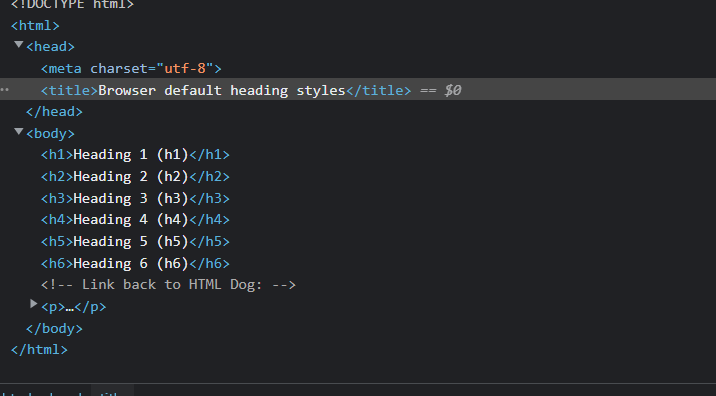 <!DOCTYPE html>
<html>
<head>
<meta charset="utf-8">
<title>Browser default heading styles</title> == $0
</head>
<body>
<h1>Heading 1 (h1)</h1>
<h2>Heading 2 (h2)</h2>
<h3>Heading 3 (h3)</h3>
<h4>Heading 4 (h4)</h4>
<h5>Heading 5 (h5)</h5>
<h6>Heading 6 (h6)</h6>
<!-- Link back to HTML Dog: -->
<p>…</p>
</body>
</html>